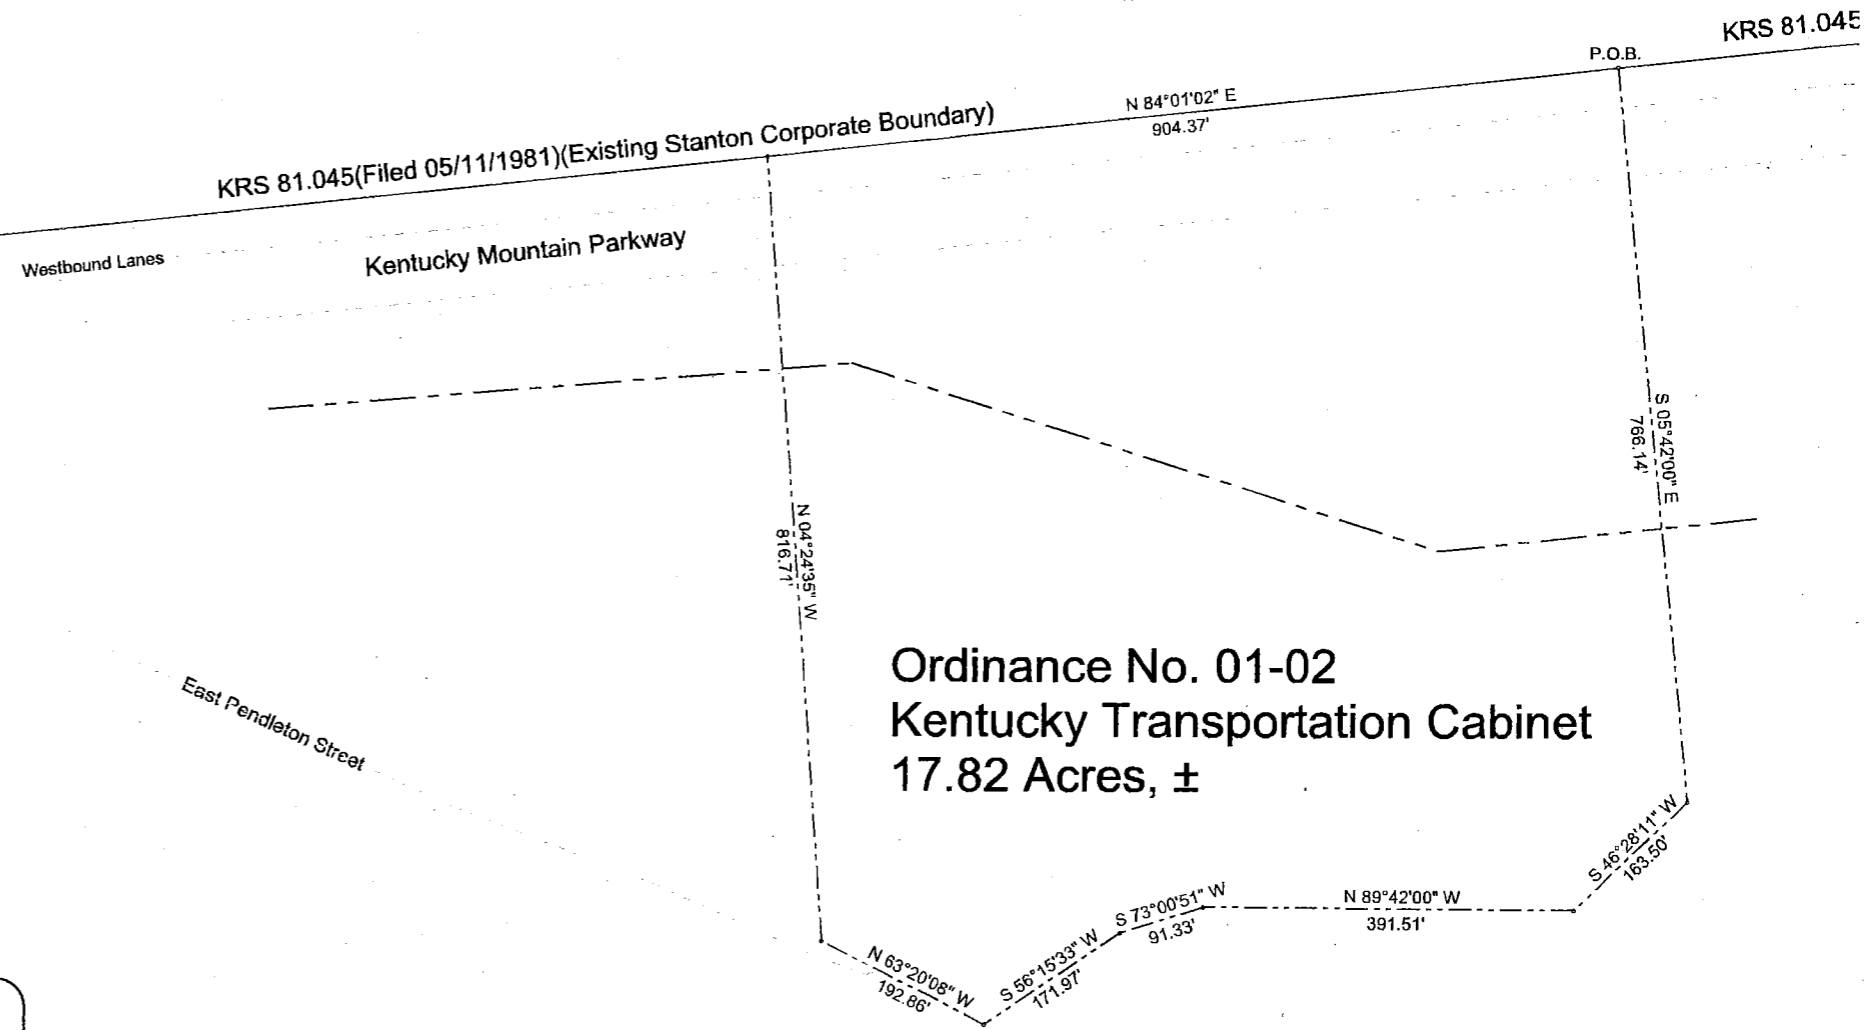 KRS 81.045
P.O.B.
N 84°01'02" E
904.37'
KRS 81.045(Filed 05/11/1981)(Existing Stanton Corporate Boundary)
Westbound Lanes
Kentucky Mountain Parkway
S 05°42'00" E
766.14'
N 04°24'35" W
816.71'
Ordinance No. 01-02
Kentucky Transportation Cabinet
17.82 Acres, ±
East Pendleton Street
S 46°28'11" W
163.50'
N 89°42'00" W
391.51'
S 73°00'51" W
91.33'
S 56°15'33" W
171.97'
N 63°20'08" W
192.86'